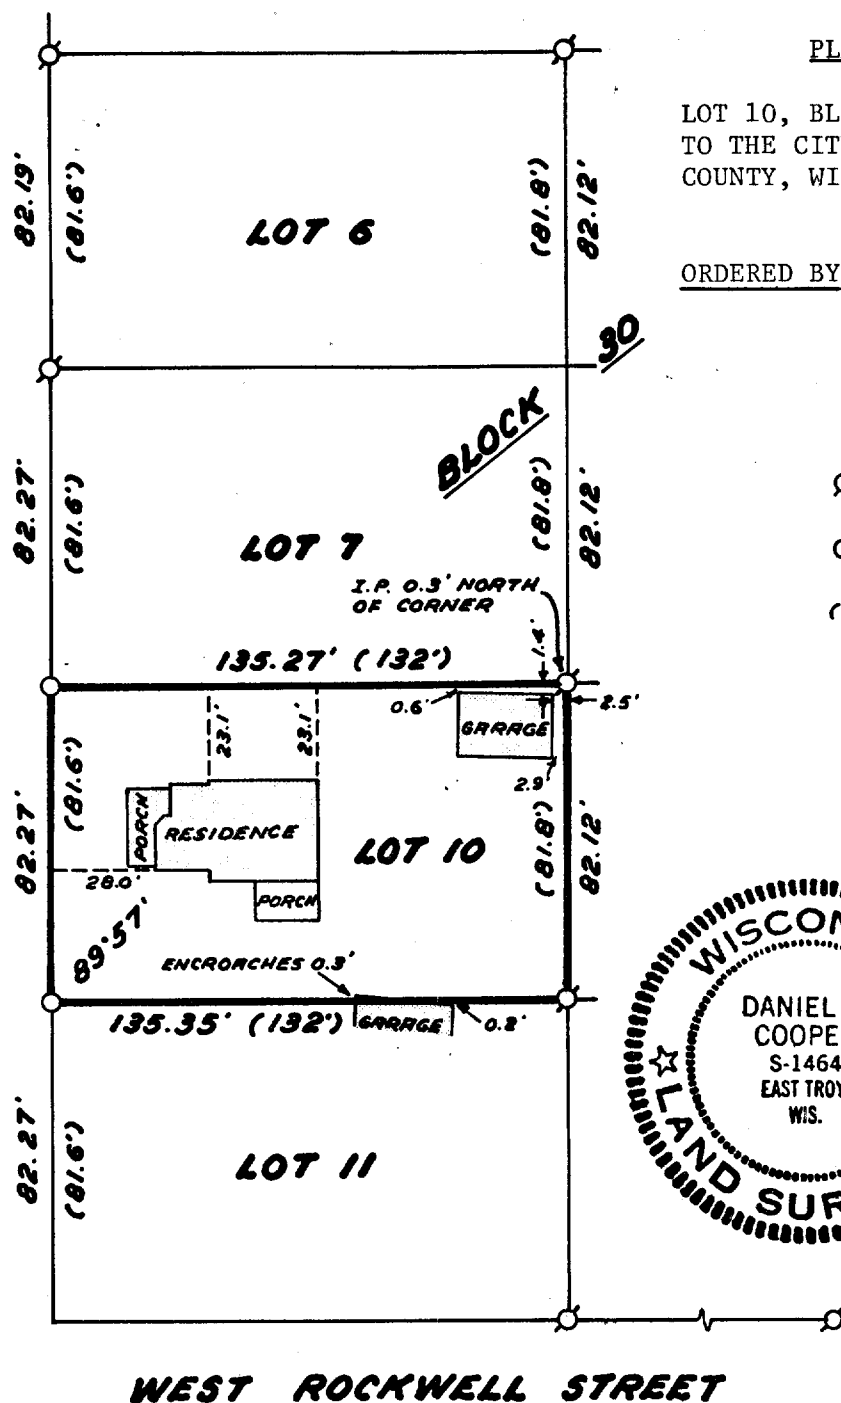 PL
LOT 10, BL
TO THE CIT
COUNTY, WI
ORDERED BY
82.19'
(81.6')
LOT 6
(81.8')
82.12'
30
BLOCK
82.27'
(81.6')
LOT 7
(81.8')
82.12'
I.P. 0.3' NORTH
OF CORNER
1.4'
135.27' (132')
0.6'
2.5'
GARAGE
2.9'
23.1'
23.1'
82.27'
(81.6')
PORCH
RESIDENCE
LOT 10
(81.8')
82.12'
28.0'
PORCH
89°57'
ENCROACHES 0.3'
135.35' (132')
GARAGE
0.2'
82.27'
(81.6')
LOT 11
WISCON
DANIEL
COOPE
S-1464
EAST TROY
WIS.
LAND SUR
WEST ROCKWELL STREET